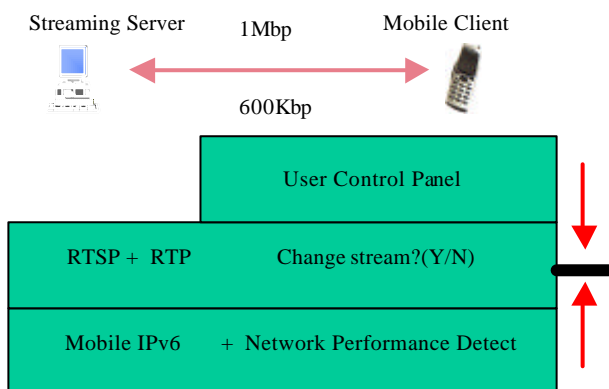 Streaming Server
1Mbp
Mobile Client
600Kbp
User Control Panel
RTSP + RTP
Change stream?(Y/N)
Mobile IPv6
+ Network Performance Detect